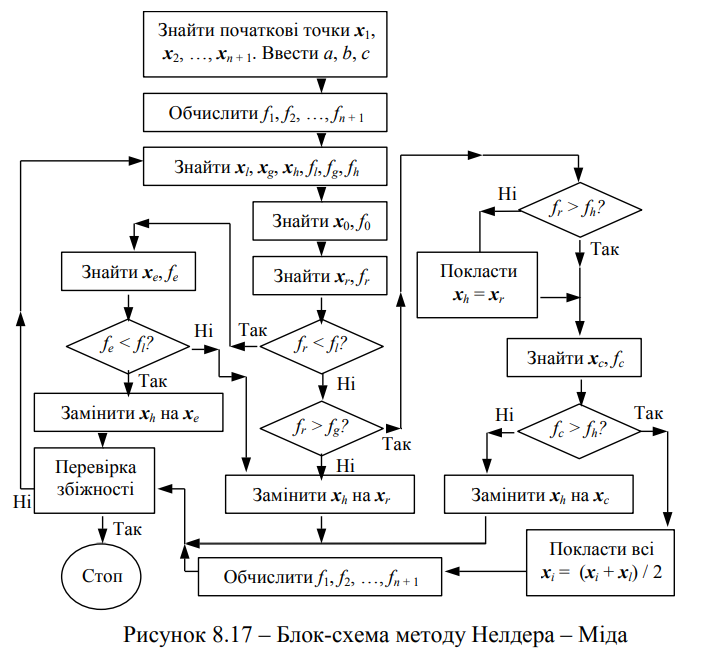 Знайти початкові точки x1,
x2, …, xn + 1. Ввести a, b, c
Обчислити f1, f2, …, fn + 1
Знайти xl, xg, xh, fl, fg, fh
Знайти x0, f0
Знайти xr, fr
fr < fl?
Так
Ні
Знайти xe, fe
fe < fl?
Ні
Так
Замінити xh на xe
fr > fg?
Так
Ні
Замінити xh на xr
fr > fh?
Ні
Так
Покласти
xh = xr
Знайти xc, fc
fc > fh?
Ні
Так
Замінити xh на xc
Покласти всі
xi = (xi + xl) / 2
Обчислити f1, f2, …, fn + 1
Перевірка
збіжності
Ні
Так
Стоп
Рисунок 8.17 – Блок-схема методу Нелдера – Міда